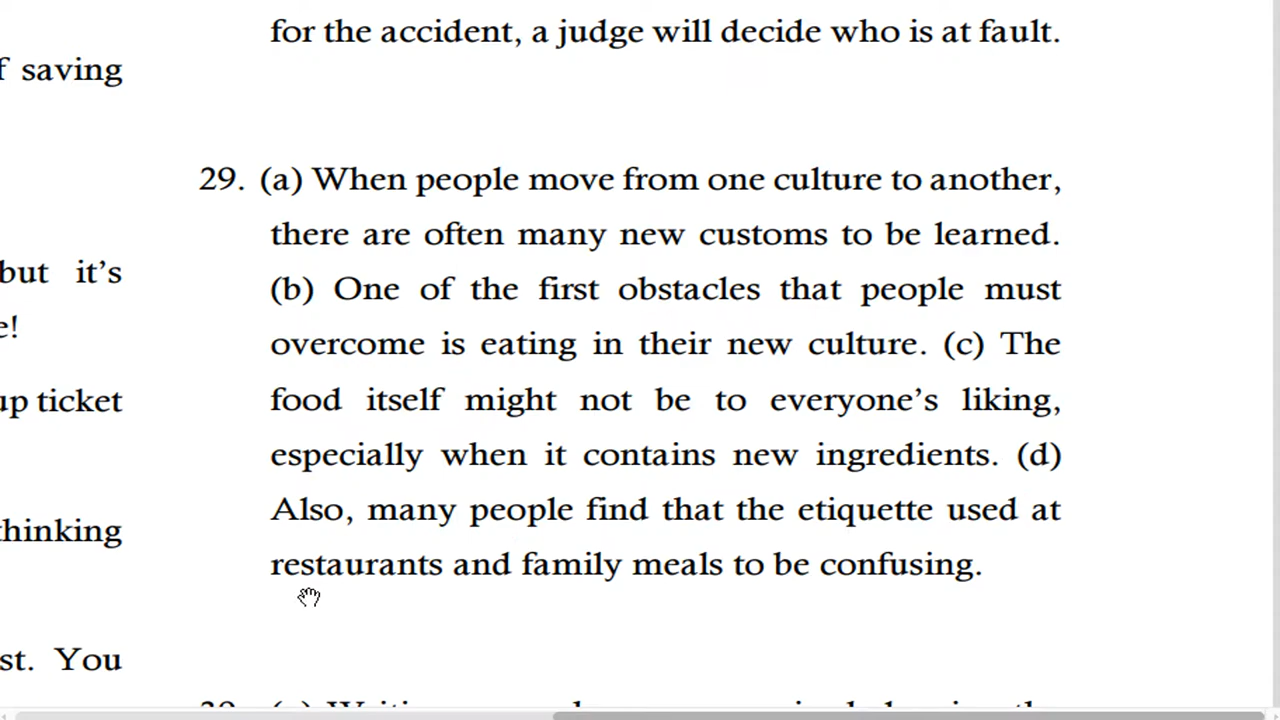 for the accident, a judge will decide who is at fault.
saving
29. (a) When people move from one culture to another,
there are often many new customs to be learned.
but it's
(b) One of the first obstacles that people must
e!
overcome is eating in their new culture. (c) The
up ticket
food itself might not be to everyone's liking,
especially when it contains new ingredients. (d)
Also, many people find that the etiquette used at
thinking
restaurants and family meals to be confusing.
st. You